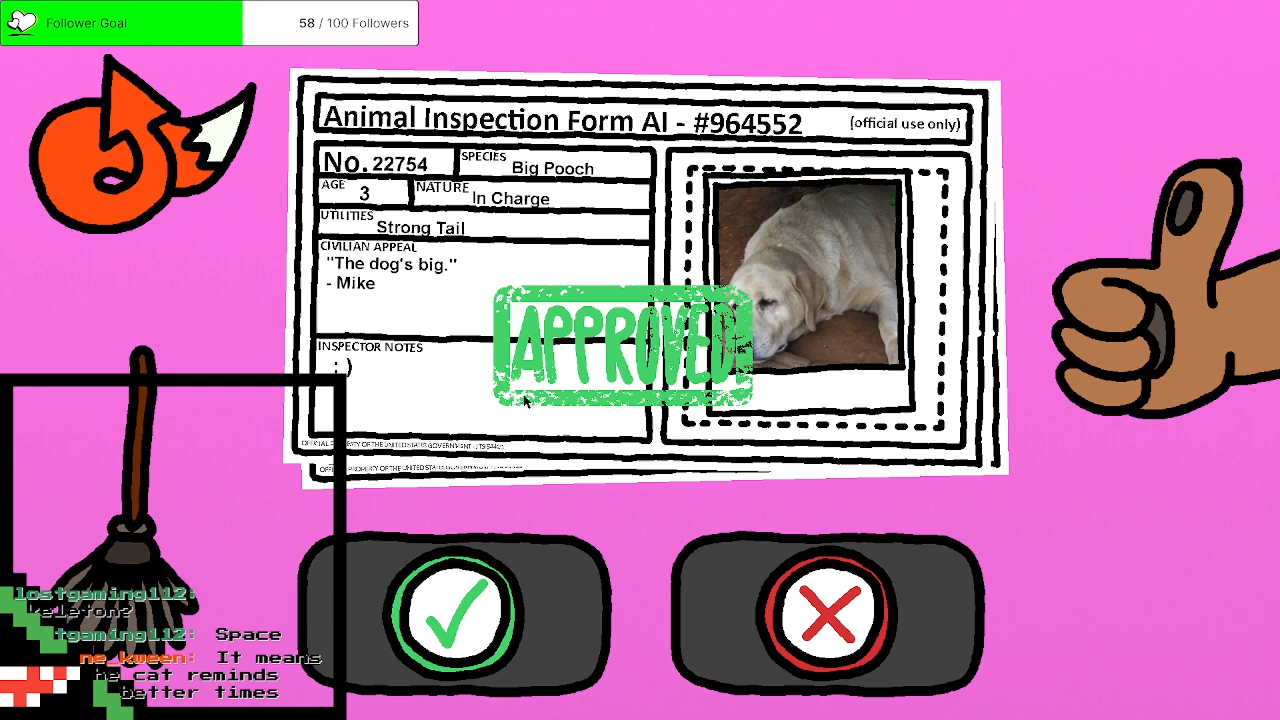 Follower Goal
58 / 100 Followers
Animal Inspection Form AI - #964552
(official use only)
No. 22754
SPECIES
Big Pooch
AGE
3
NATURE
In Charge
UTILITIES
Strong Tail
CIVILIAN APPEAL
"The dog's big."
- Mike
APPROVED
INSPECTOR NOTES
: )
lostgaming112:
keleton?
tgaming112: Space
ne_kween: It means
he cat reminds
better times